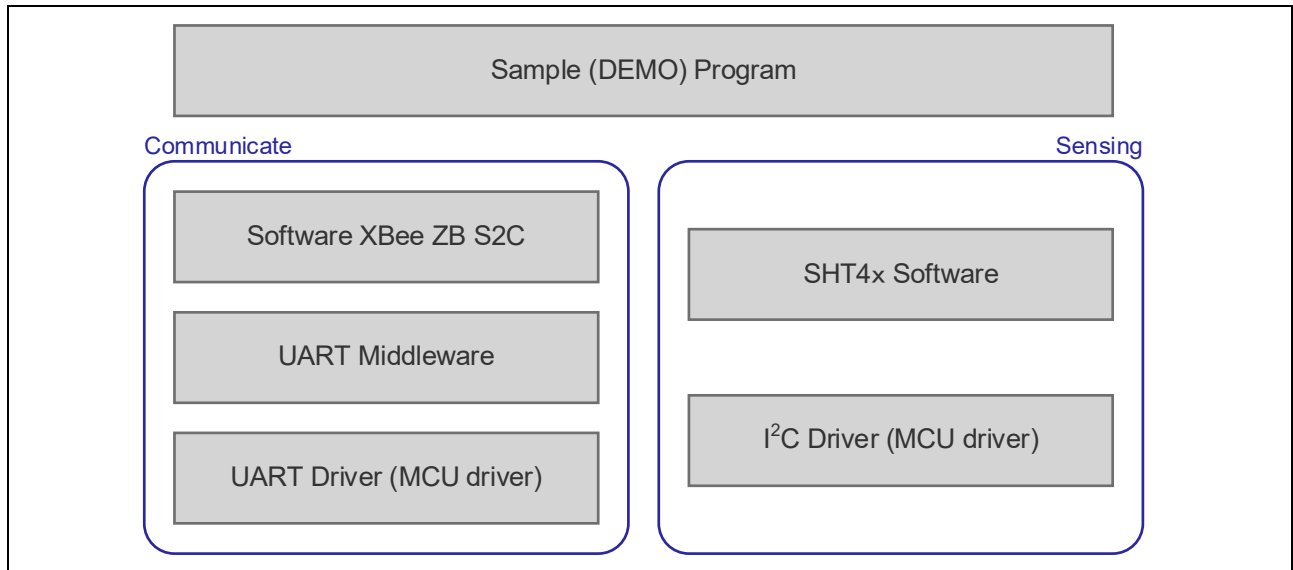 Sample (DEMO) Program
Communicate
Sensing
Software XBee ZB S2C
UART Middleware
UART Driver (MCU driver)
SHT4x Software
I²C Driver (MCU driver)